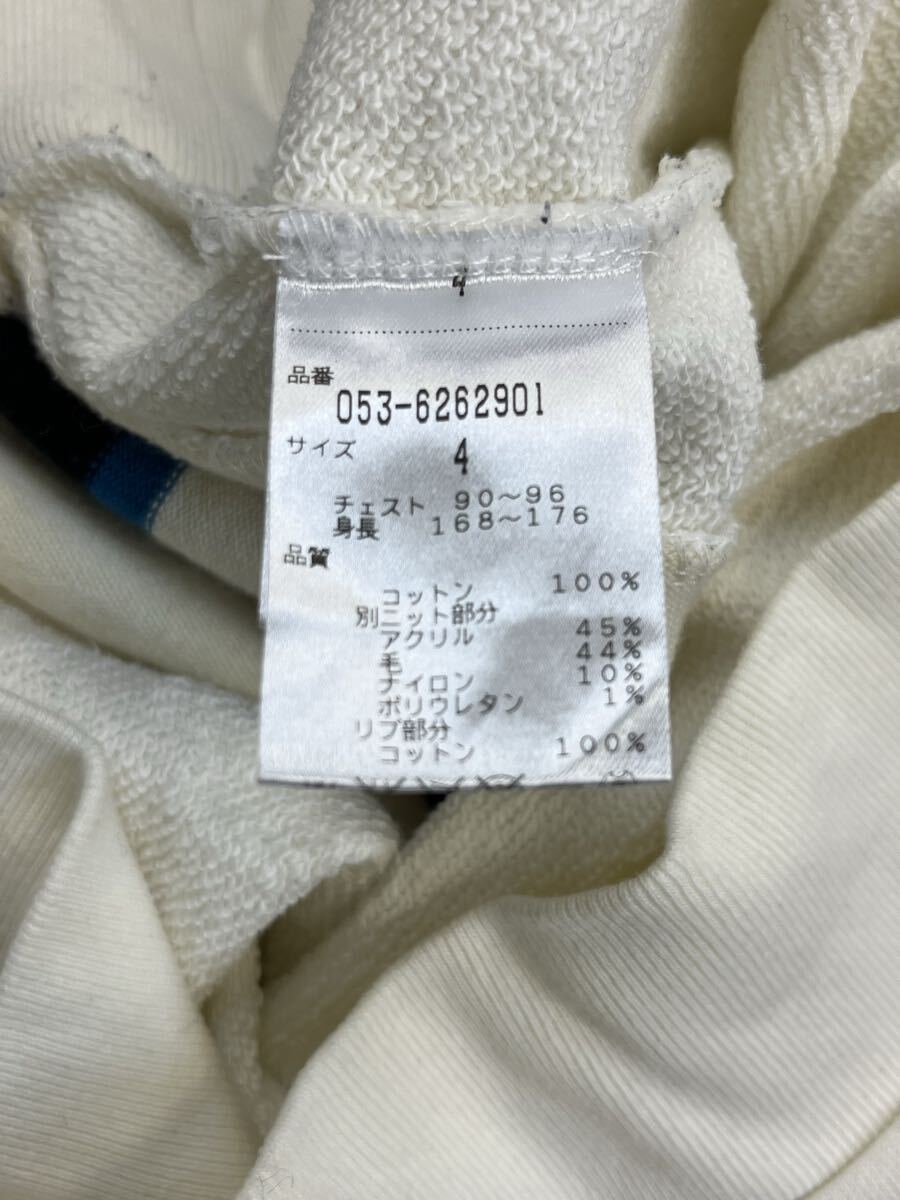 4
品番
053-6262901
サイズ 4
チェスト 90～96
身長 168～176
品質
コットン 100%
別ニット部分
アクリル 45%
毛 44%
ナイロン 10%
ポリウレタン 1%
リブ部分
コットン 100%